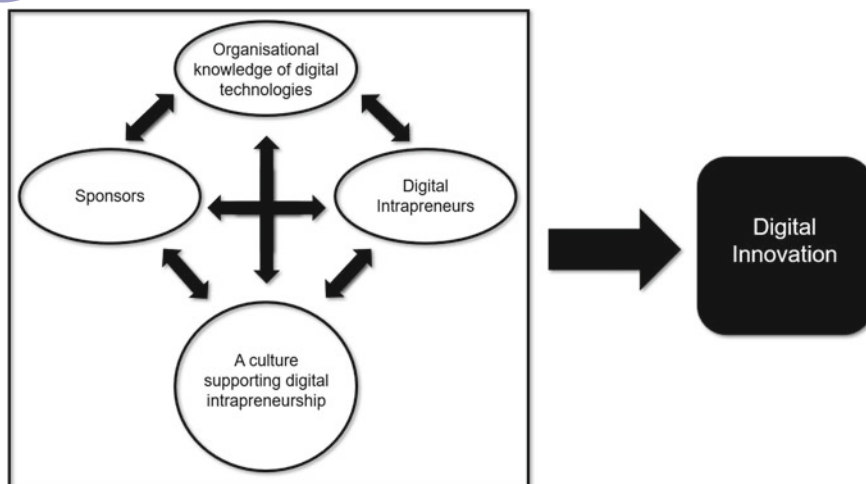 Organisational
knowledge of digital
technologies
Sponsors
Digital
Intrapreneurs
A culture
supporting digital
intrapreneurship
Digital
Innovation